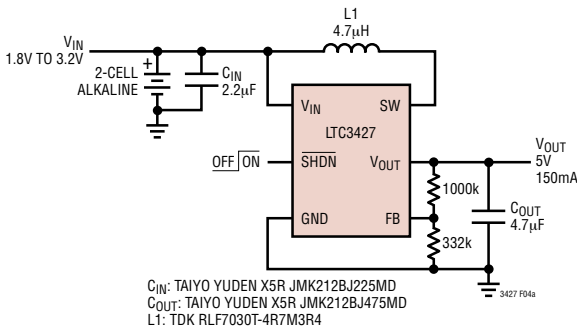 L1
4.7µH
VIN
1.8V TO 3.2V
+
2-CELL
ALKALINE
CIN
2.2µF
VIN
SW
LTC3427
OFF ON
SHDN
VOUT
VOUT
5V
150mA
1000k
GND
FB
COUT
4.7µF
332k
3427 F04a
CIN: TAIYO YUDEN X5R JMK212BJ225MD
COUT: TAIYO YUDEN X5R JMK212BJ475MD
L1: TDK RLF7030T-4R7M3R4